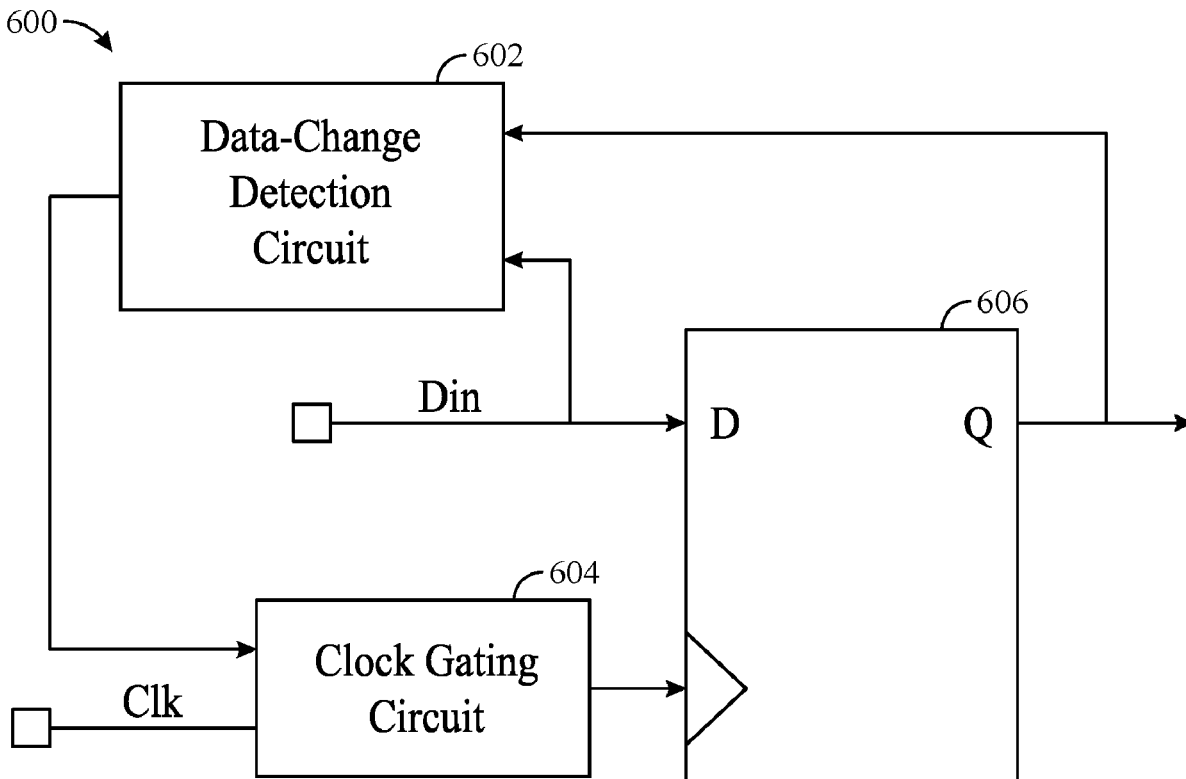 600
602
Data-Change
Detection
Circuit
606
Din
D
Q
604
Clock Gating
Circuit
Clk